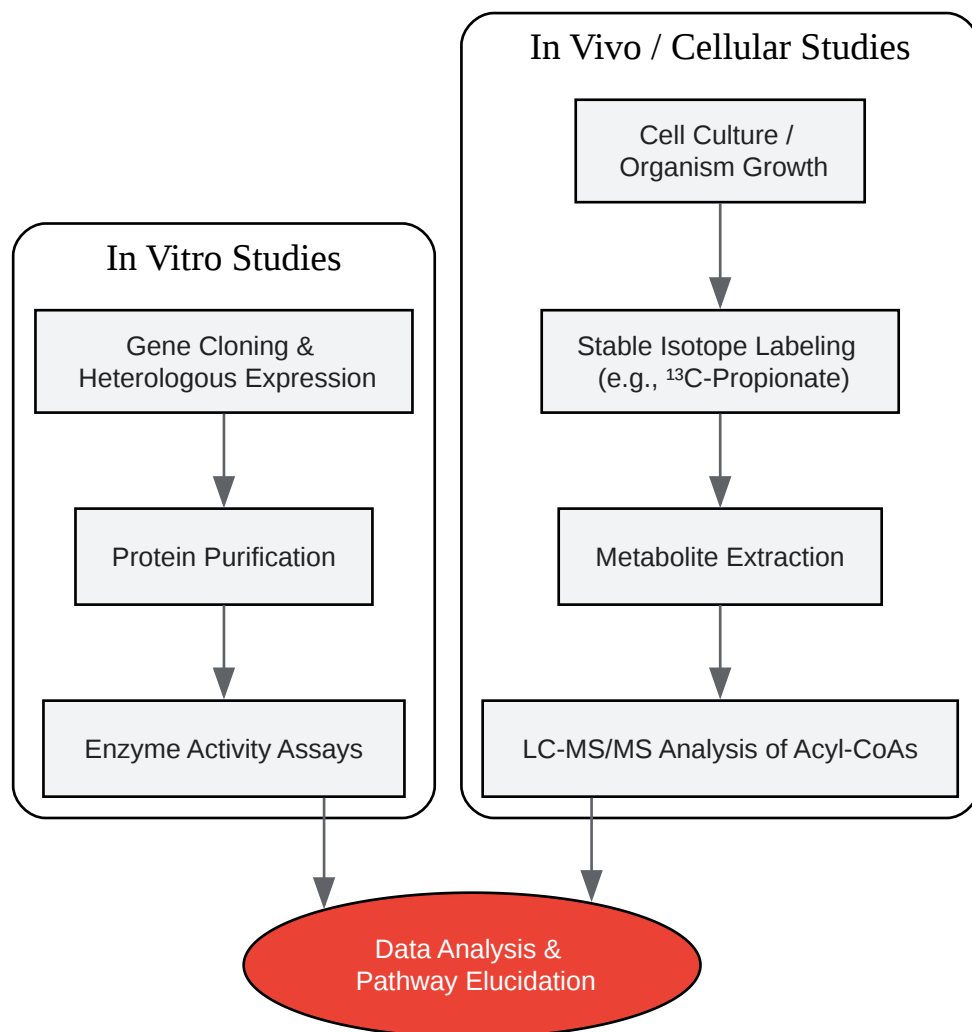 In Vitro Studies
Gene Cloning &
Heterologous Expression
Protein Purification
Enzyme Activity Assays
In Vivo / Cellular Studies
Cell Culture /
Organism Growth
Stable Isotope Labeling
(e.g., ¹³C-Propionate)
Metabolite Extraction
LC-MS/MS Analysis of Acyl-CoAs
Data Analysis &
Pathway Elucidation